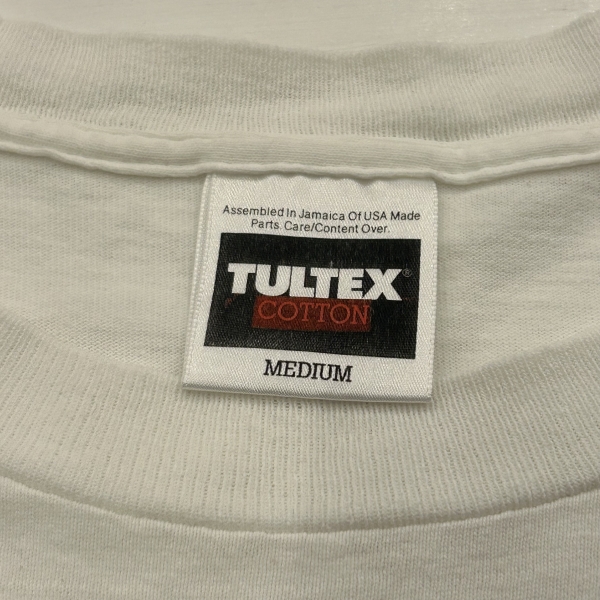 Assembled In Jamaica Of USA Made
Parts. Care/Content Over.
TULTEX®
COTTON
MEDIUM